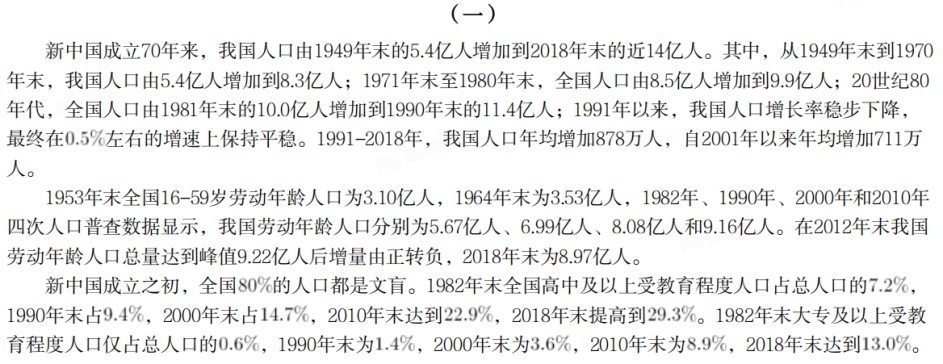 （一）
新中国成立70年来，我国人口由1949年末的5.4亿人增加到2018年末的近14亿人。其中，从1949年末到1970
年末，我国人口由5.4亿人增加到8.3亿人；1971年末至1980年末，全国人口由8.5亿人增加到9.9亿人；20世纪80
年代，全国人口由1981年末的10.0亿人增加到1990年末的11.4亿人；1991年以来，我国人口增长率稳步下降，
最终在0.5%左右的增速上保持平稳。1991-2018年，我国人口年均增加878万人，自2001年以来年均增加711万
人。
1953年末全国16-59岁劳动年龄人口为3.10亿人，1964年末为3.53亿人，1982年、1990年、2000年和2010年
四次人口普查数据显示，我国劳动年龄人口分别为5.67亿人、6.99亿人、8.08亿人和9.16亿人。在2012年末我国
劳动年龄人口总量达到峰值9.22亿人后增量由正转负，2018年末为8.97亿人。
新中国成立之初，全国80%的人口都是文盲。1982年末全国高中及以上受教育程度人口占总人口的7.2%，
1990年末占9.4%，2000年末占14.7%，2010年末达到22.9%，2018年末提高到29.3%。1982年末大专及以上受教
育程度人口仅占总人口的0.6%，1990年末为1.4%，2000年末为3.6%，2010年末为8.9%，2018年末达到13.0%。